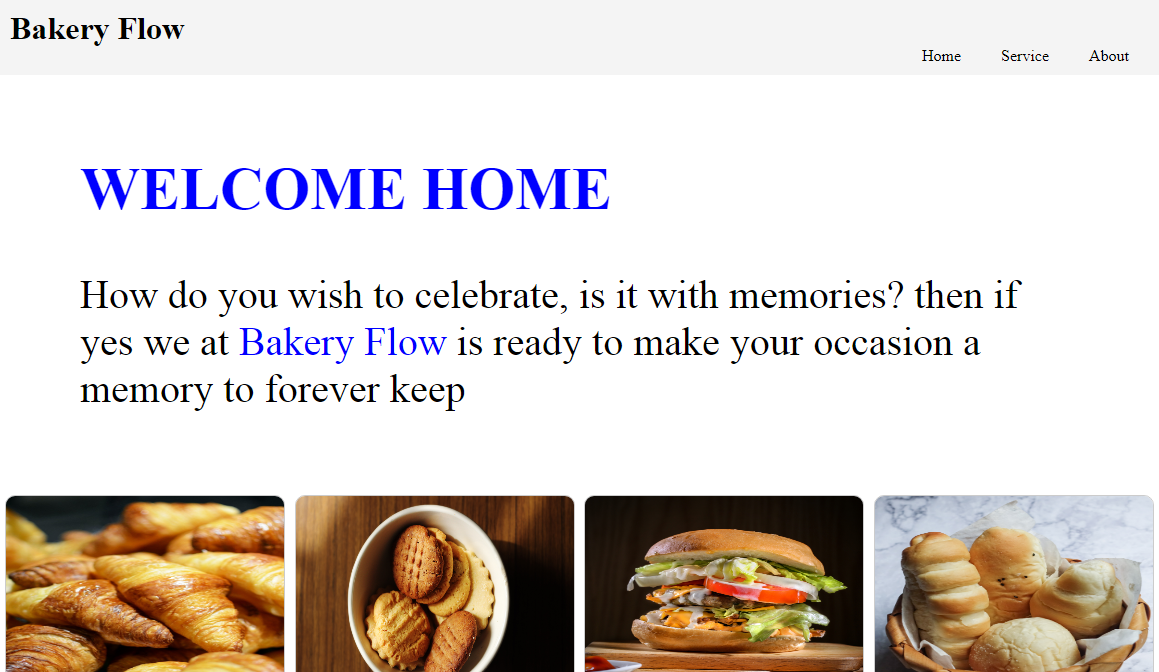 Bakery Flow
Home Service About
WELCOME HOME
How do you wish to celebrate, is it with memories? then if
yes we at Bakery Flow is ready to make your occasion a
memory to forever keep